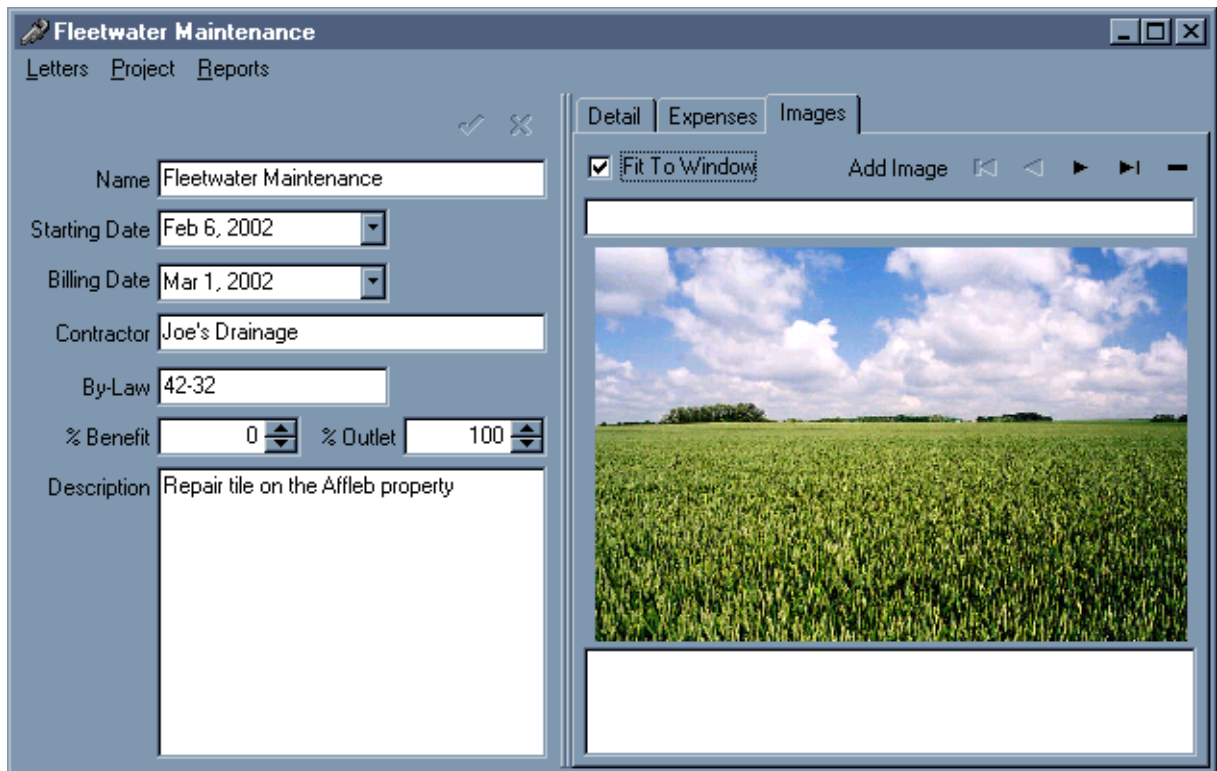 Fleetwater Maintenance
Letters Project Reports
Name Fleetwater Maintenance
Starting Date Feb 6, 2002
Billing Date Mar 1, 2002
Contractor Joe's Drainage
By-Law 42-32
% Benefit 0 % Outlet 100
Description Repair tile on the Affleb property
Detail Expenses Images
Fit To Window Add Image